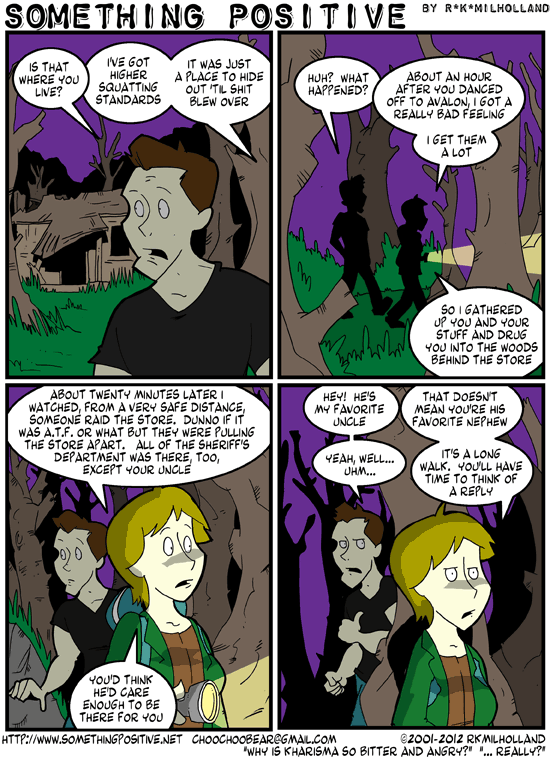 SOMETHING POSITIVE BY R*K*MILHOLLAND
IS THAT
WHERE YOU
LIVE?
I'VE GOT
HIGHER
SQUATTING
STANDARDS
IT WAS JUST
A PLACE TO HIDE
OUT 'TIL SHIT
BLEW OVER
HUH? WHAT
HAPPENED?
ABOUT AN HOUR
AFTER YOU DANCED
OFF TO AVALON, I GOT A
REALLY BAD FEELING
I GET THEM
A LOT
SO I GATHERED
UP YOU AND YOUR
STUFF AND DRUG
YOU INTO THE WOODS
BEHIND THE STORE
ABOUT TWENTY MINUTES LATER I
WATCHED, FROM A VERY SAFE DISTANCE,
SOMEONE RAID THE STORE. DUNNO IF IT
WAS A.T.F. OR WHAT BUT THEY WERE PULLING
THE STORE APART. ALL OF THE SHERIFF'S
DEPARTMENT WAS THERE, TOO,
EXCEPT YOUR UNCLE
YOU'D THINK
HE'D CARE
ENOUGH TO BE
THERE FOR YOU
HEY! HE'S
MY FAVORITE
UNCLE
THAT DOESN'T
MEAN YOU'RE HIS
FAVORITE NEPHEW
YEAH, WELL...
UHM...
IT'S A LONG
WALK. YOU'LL HAVE
TIME TO THINK OF
A REPLY
HTTP://WWW.SOMETHINGPOSITIVE.NET CHOOCHOOBEAR@GMAIL.COM ©2001-2012 RKMILHOLLAND
"WHY IS KHARISMA SO BITTER AND ANGRY?" "... REALLY?"